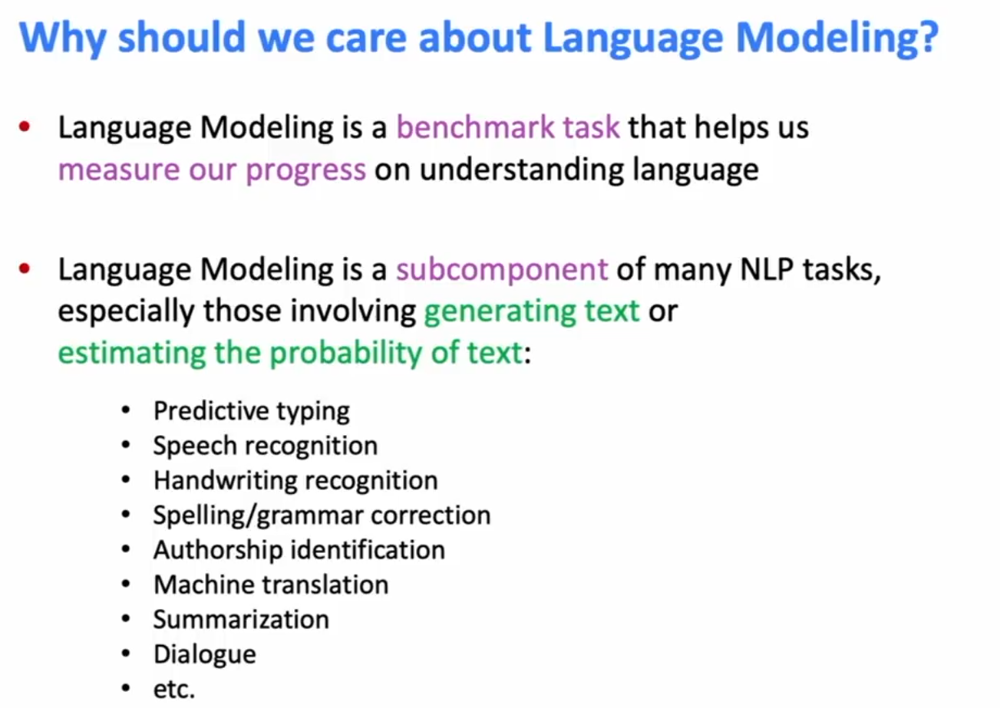 Why should we care about Language Modeling?
• Language Modeling is a benchmark task that helps us
measure our progress on understanding language
• Language Modeling is a subcomponent of many NLP tasks,
especially those involving generating text or
estimating the probability of text:
• Predictive typing
• Speech recognition
• Handwriting recognition
• Spelling/grammar correction
• Authorship identification
• Machine translation
• Summarization
• Dialogue
• etc.